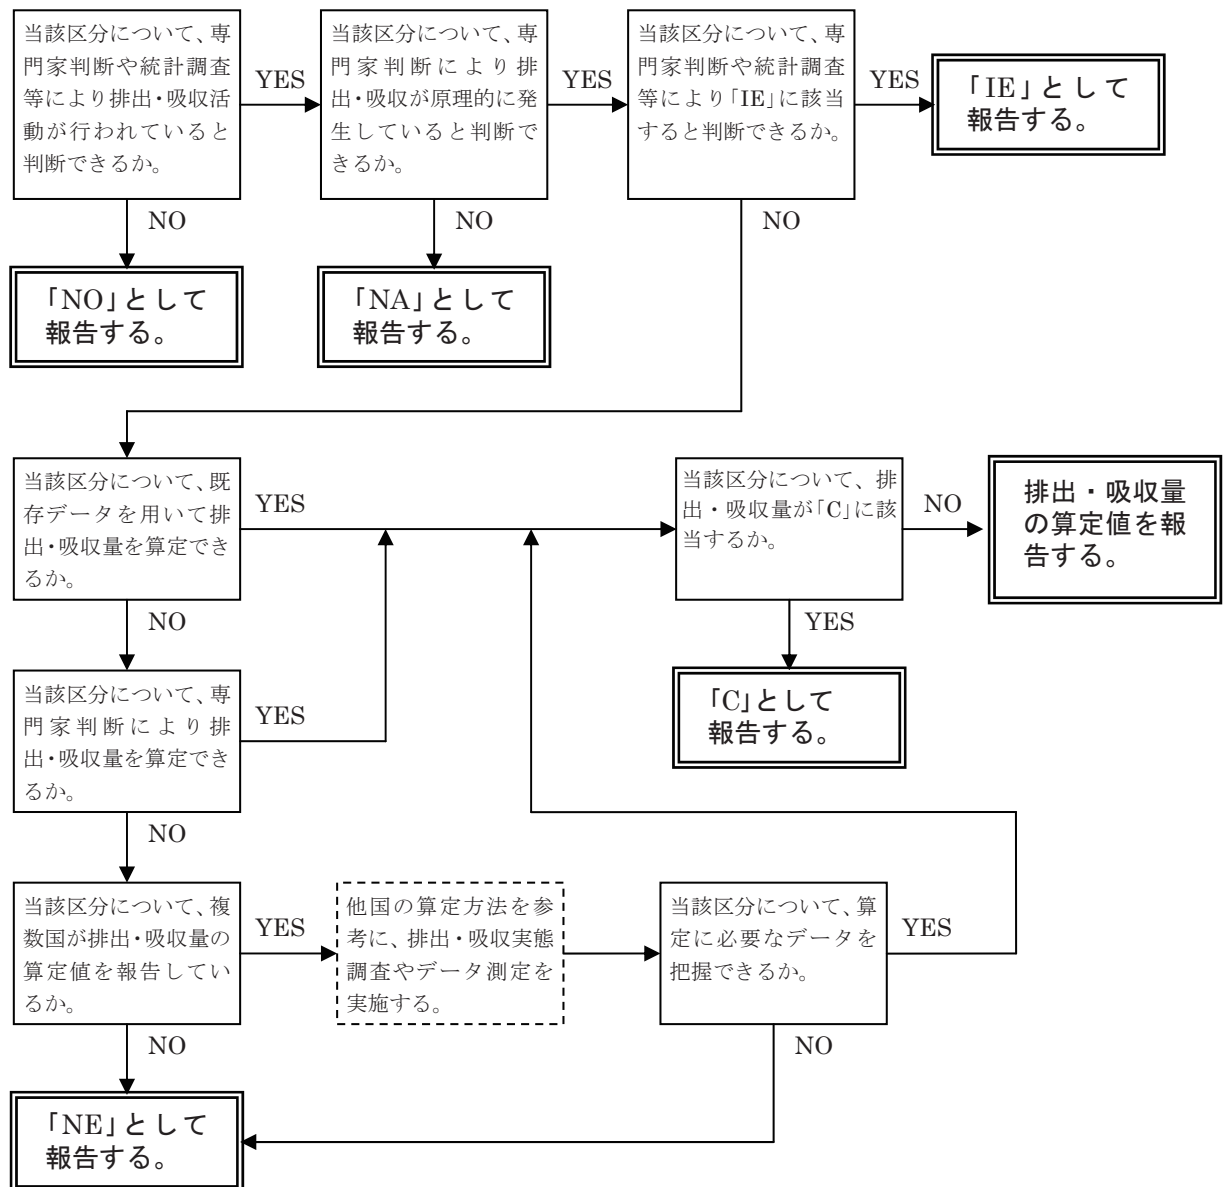 当該区分について、専
門家判断や統計調査
等により排出・吸収活
動が行われていると
判断できるか。
YES
NO
「NO」として
報告する。
当該区分について、専
門家判断により排
出・吸収が原理的に発
生していると判断で
きるか。
YES
NO
「NA」として
報告する。
当該区分について、専
門家判断や統計調査
等により「IE」に該当
すると判断できるか。
YES
NO
「IE」として
報告する。
当該区分について、既
存データを用いて排
出・吸収量を算定でき
るか。
YES
NO
当該区分について、排
出・吸収量が「C」に該
当するか。
NO
YES
排出・吸収量
の算定値を報
告する。
「C」として
報告する。
当該区分について、専
門家判断により排
出・吸収量を算定でき
るか。
YES
NO
当該区分について、複
数国が排出・吸収量の
算定値を報告してい
るか。
YES
NO
他国の算定方法を参
考に、排出・吸収実態
調査やデータ測定を
実施する。
当該区分について、算
定に必要なデータを
把握できるか。
YES
NO
「NE」として
報告する。